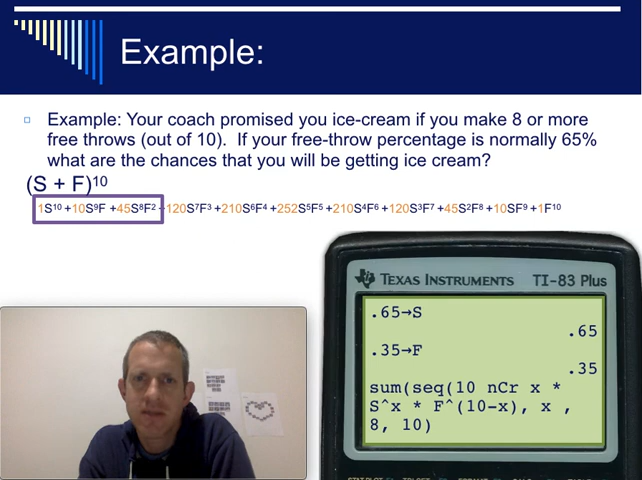 Example:
Example: Your coach promised you ice-cream if you make 8 or more
free throws (out of 10). If your free-throw percentage is normally 65%
what are the chances that you will be getting ice cream?
(S + F)¹⁰
1S¹⁰ +10S⁹F +45S⁸F² +120S⁷F³ +210S⁶F⁴ +252S⁵F⁵ +210S⁴F⁶ +120S³F⁷ +45S²F⁸ +10SF⁹ +1F¹⁰
TEXAS INSTRUMENTS TI-83 Plus
.65→S
.65
.35→F
.35
sum(seq(10 nCr x *
S^x * F^(10-x), x ,
8, 10)